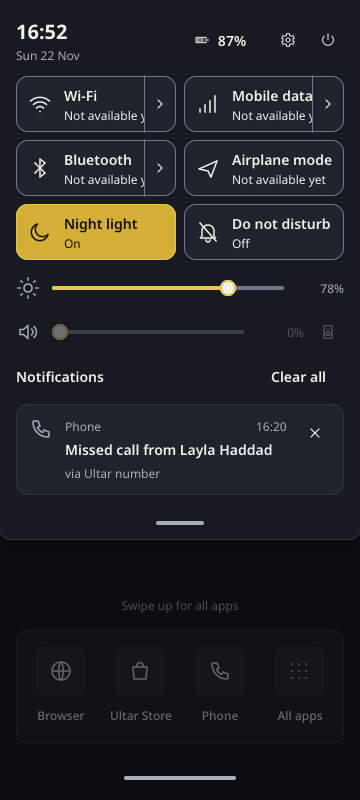 16:52
87%
Sun 22 Nov
Wi-Fi
Not available y
Mobile data
Not available y
Bluetooth
Not available y
Airplane mode
Not available yet
Night light
On
Do not disturb
Off
78%
0%
Notifications
Clear all
Phone
16:20
Missed call from Layla Haddad
via Ultar number
Swipe up for all apps
Browser
Ultar Store
Phone
All apps